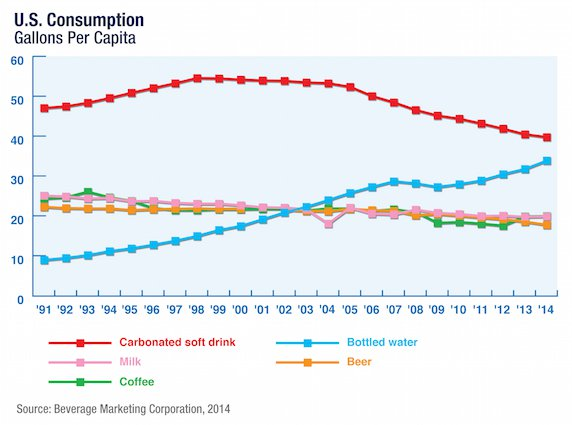 U.S. Consumption
Gallons Per Capita
60
50
40
30
20
10
0
'91 '92 '93 '94 '95 '96 '97 '98 '99 '00 '01 '02 '03 '04 '05 '06 '07 '08 '09 '10 '11 '12 '13 '14
Carbonated soft drink Bottled water
Milk Beer
Coffee
Source: Beverage Marketing Corporation, 2014